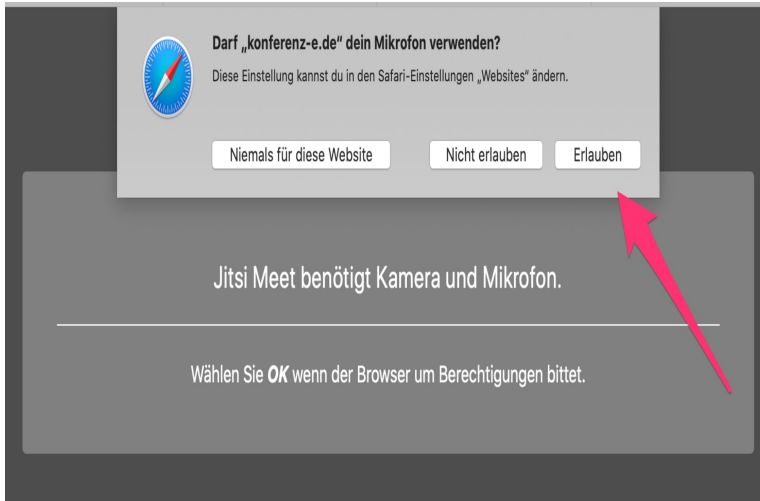 Darf „konferenz-e.de“ dein Mikrofon verwenden?
Diese Einstellung kannst du in den Safari-Einstellungen „Websites“ ändern.
Niemals für diese Website
Nicht erlauben
Erlauben
Jitsi Meet benötigt Kamera und Mikrofon.
Wählen Sie OK wenn der Browser um Berechtigungen bittet.